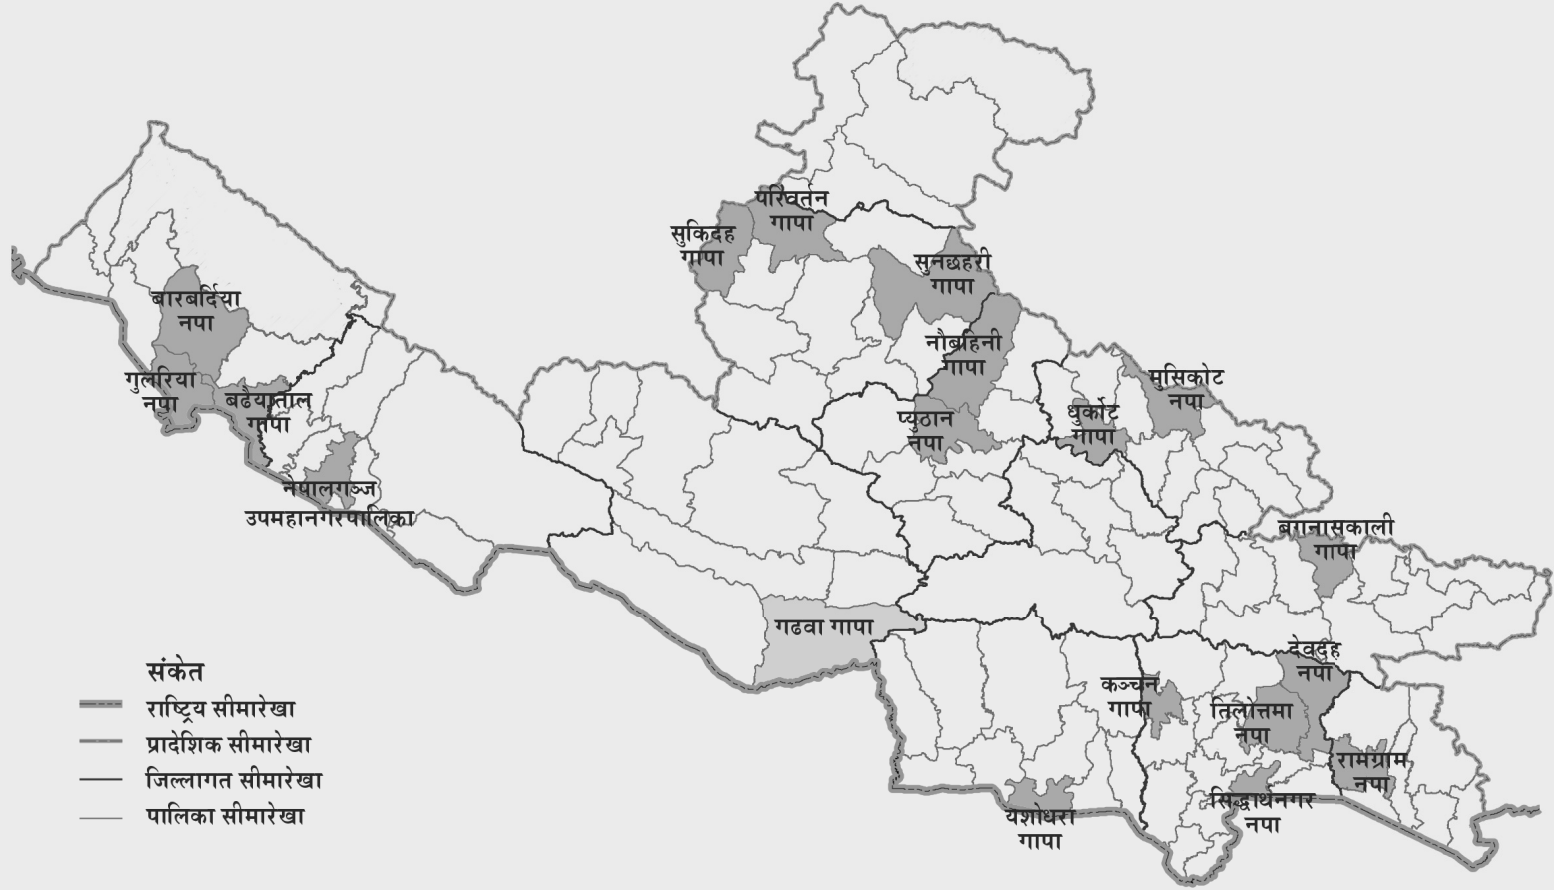 परिवर्तन
गापा
सुकिदह
गापा
सुनछहरी
गापा
बारबर्दिया
नपा
नौबहिनी
गापा
गुलरिया
नपा
बढैयाताल
गापा
मुसिकोट
नपा
धुर्कोट
गापा
प्युठान
नपा
नेपालगञ्ज
उपमहानगरपालिका
बगनासकाली
गापा
गढवा गापा
देवदह
नपा
कञ्चन
गापा
तिलोत्तमा
नपा
रामग्राम
नपा
सिद्धार्थनगर
नपा
यशोधरा
गापा
संकेत
राष्ट्रिय सीमारेखा
प्रादेशिक सीमारेखा
जिल्लागत सीमारेखा
पालिका सीमारेखा